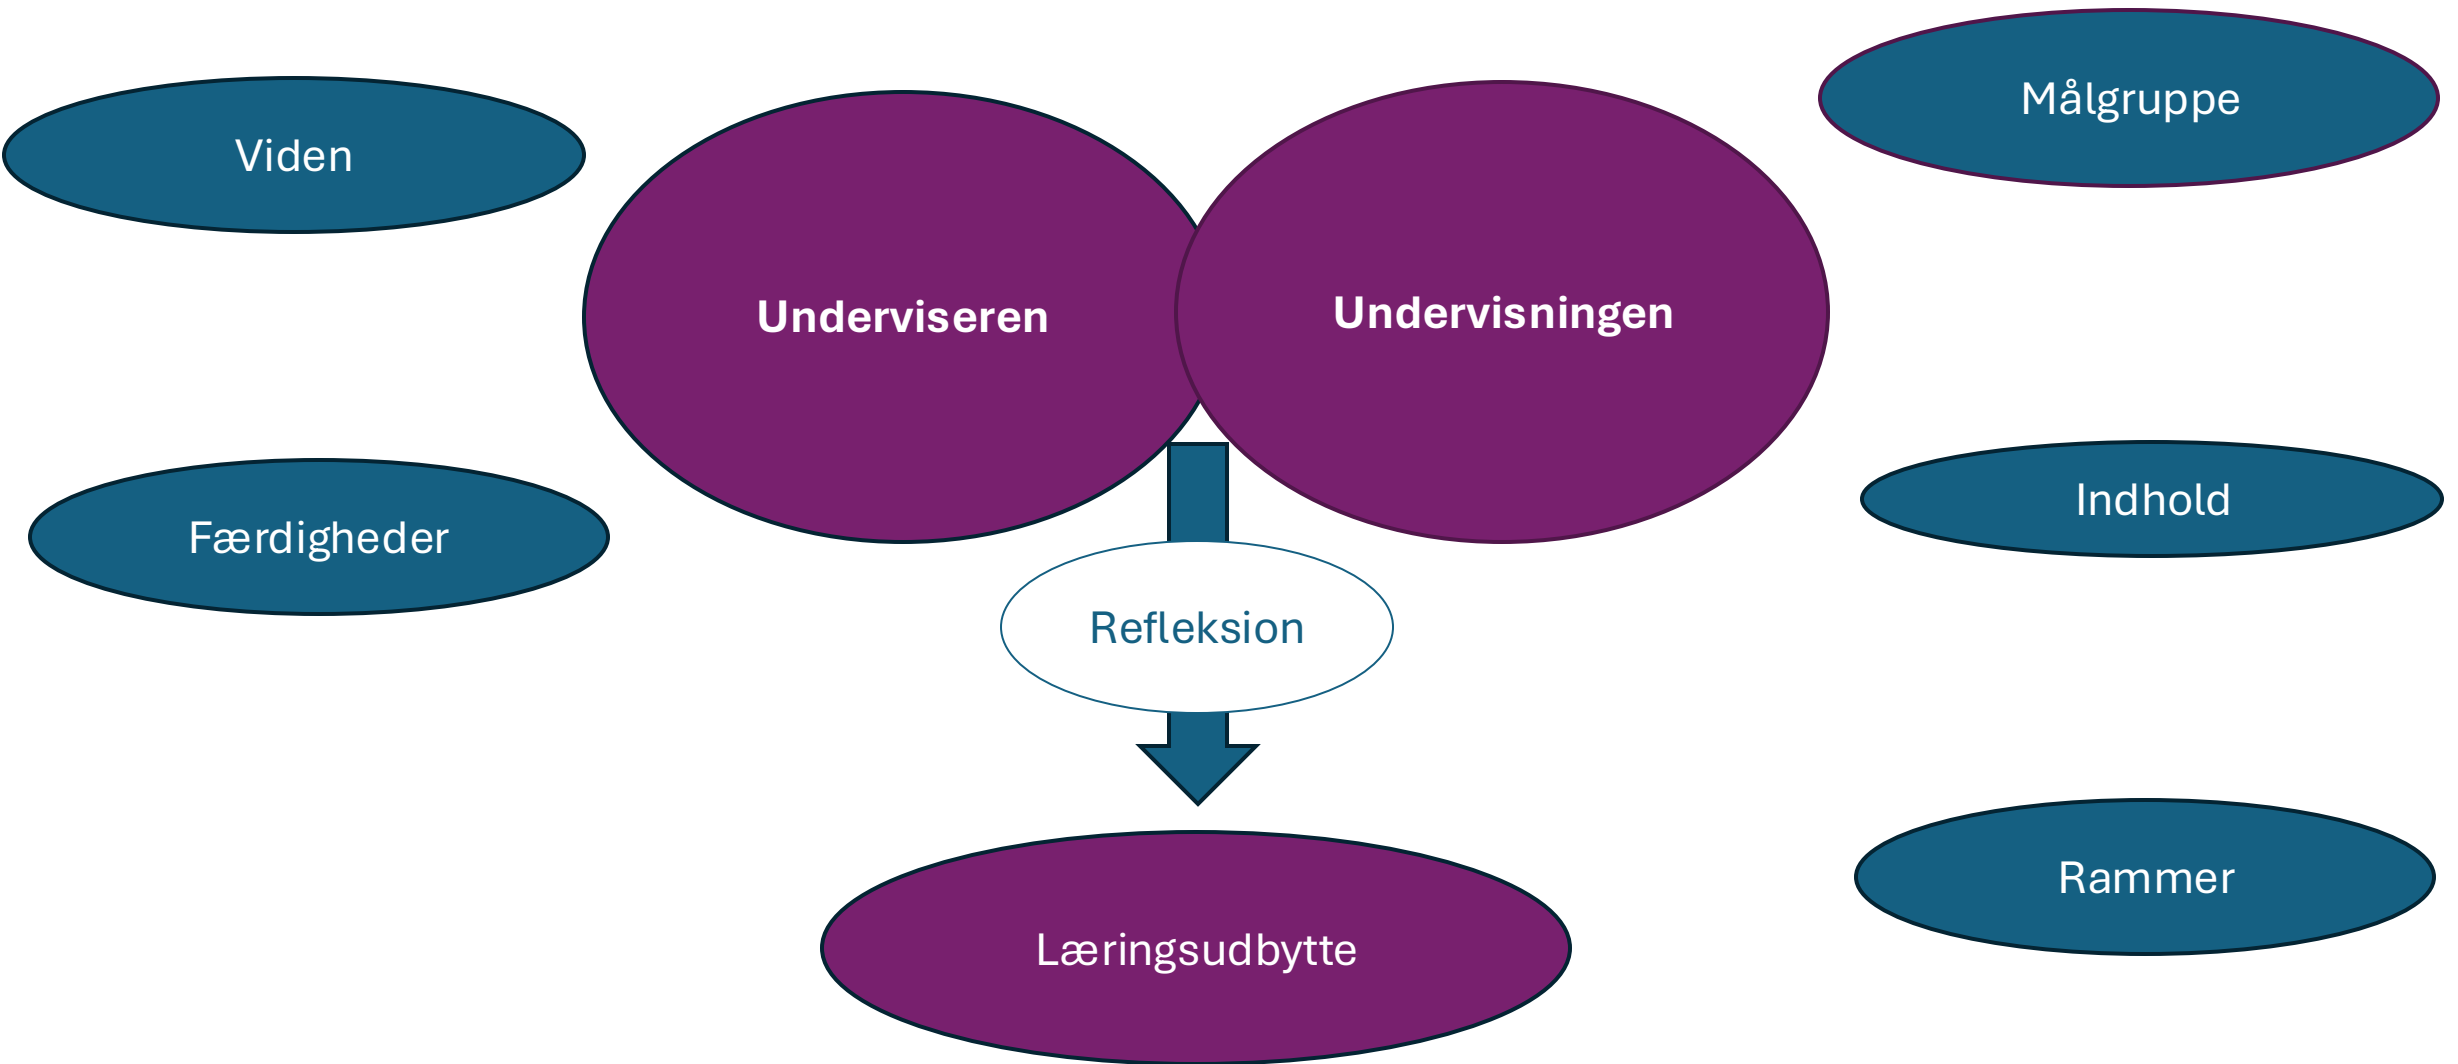 Viden
Underviseren
Undervisningen
Målgruppe
Færdigheder
Refleksion
Indhold
Læringsudbytte
Rammer